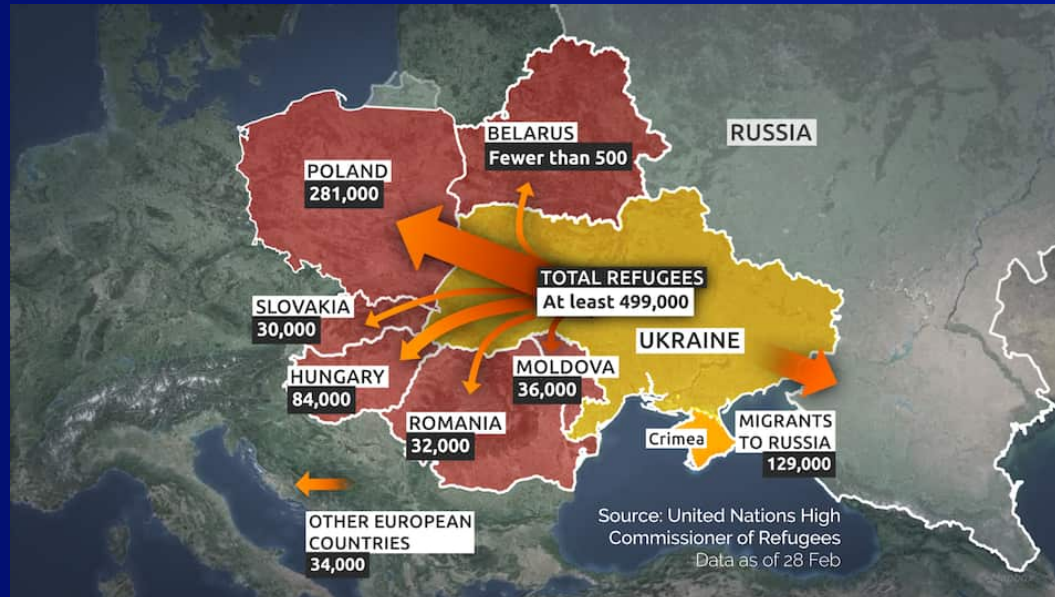 BELARUS
Fewer than 500
RUSSIA
POLAND
281,000
TOTAL REFUGEES
At least 499,000
SLOVAKIA
30,000
UKRAINE
HUNGARY
84,000
MOLDOVA
36,000
ROMANIA
32,000
Crimea
MIGRANTS
TO RUSSIA
129,000
OTHER EUROPEAN
COUNTRIES
34,000
Source: United Nations High
Commissioner of Refugees
Data as of 28 Feb
© Mapbox